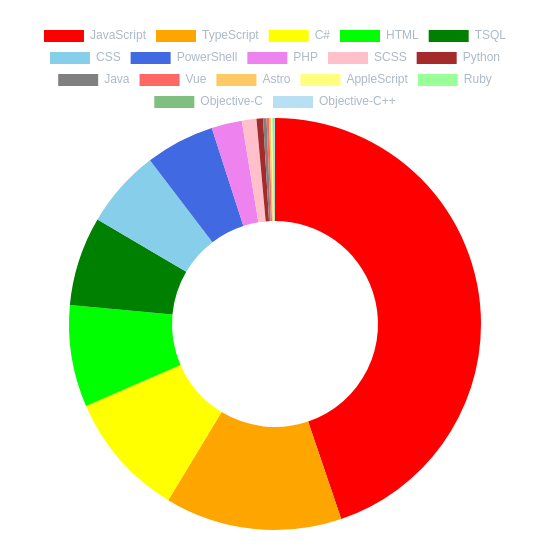 JavaScript TypeScript C# HTML TSQL
CSS PowerShell PHP SCSS Python
Java Vue Astro AppleScript Ruby
Objective-C Objective-C++